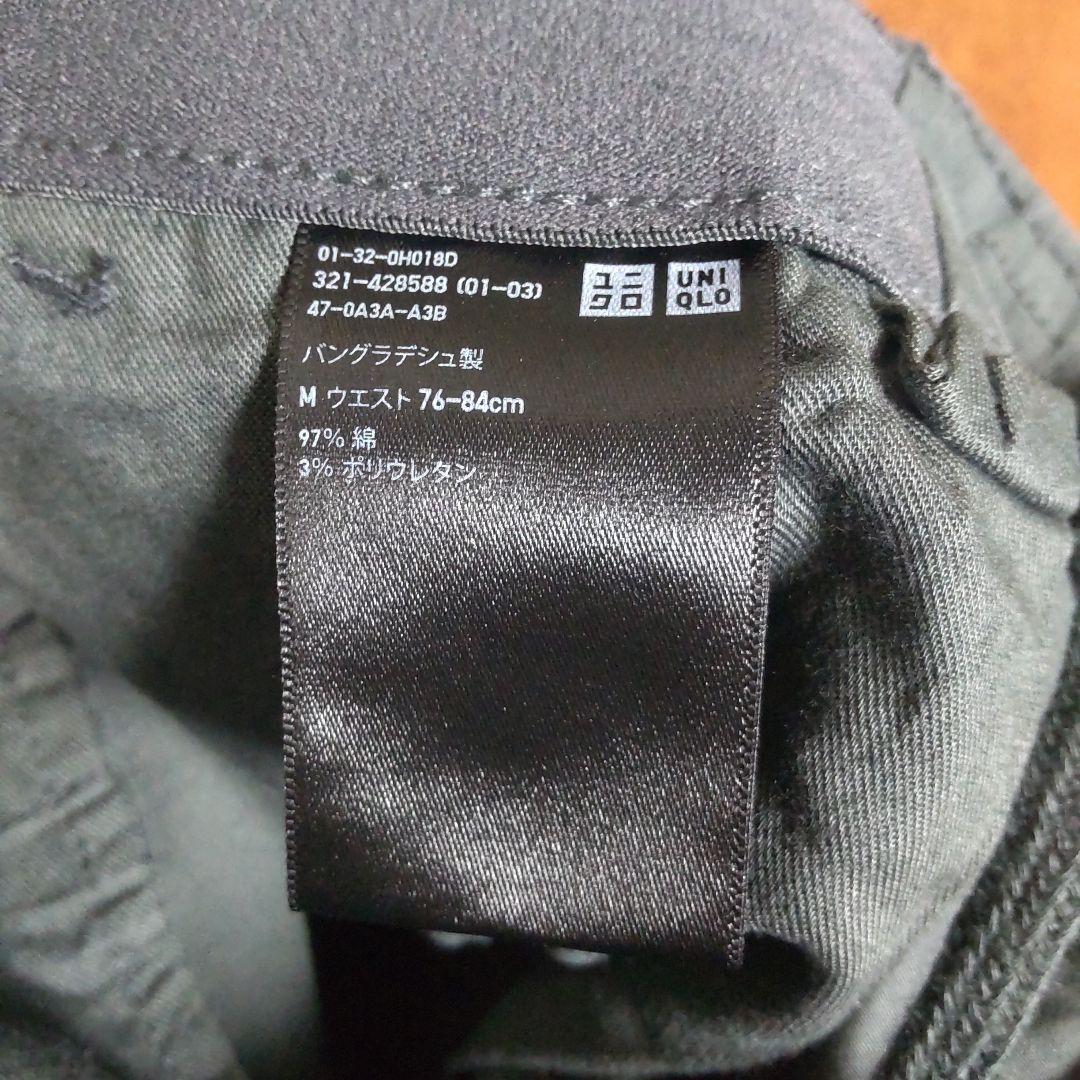 01-32-0H018D
321-428588 (01-03)
47-0A3A-A3B
ユニ
クロ
UNI
QLO
バングラデシュ製
M ウエスト 76-84cm
97% 綿
3% ポリウレタン